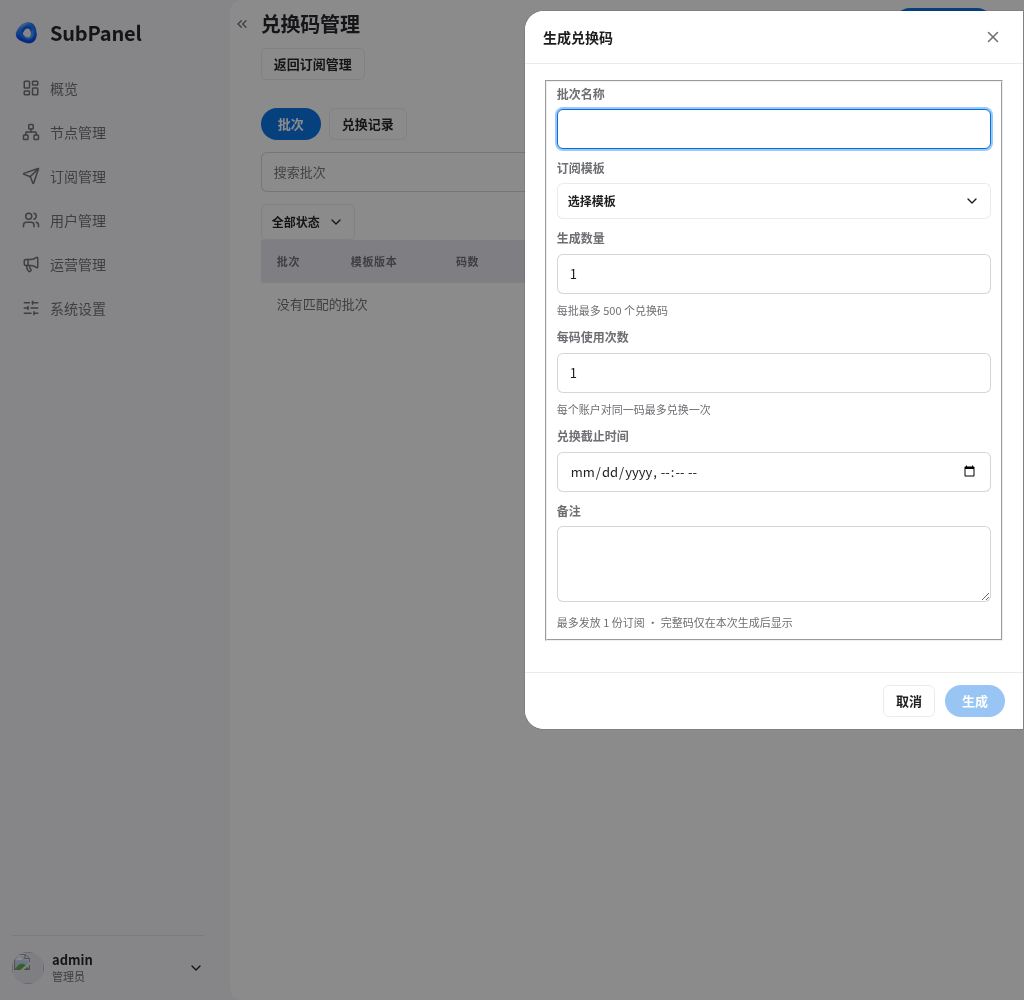 SubPanel
概览
节点管理
订阅管理
用户管理
运营管理
系统设置
admin
管理员
兑换码管理
返回订阅管理
批次
兑换记录
搜索批次
全部状态
批次 模板版本 码数
没有匹配的批次
生成兑换码
批次名称
订阅模板
选择模板
生成数量
1
每批最多 500 个兑换码
每码使用次数
1
每个账户对同一码最多兑换一次
兑换截止时间
mm/dd/yyyy, --:-- --
备注
最多发放 1 份订阅 · 完整码仅在本次生成后显示
取消
生成